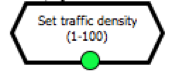 Set traffic density
(1-100)